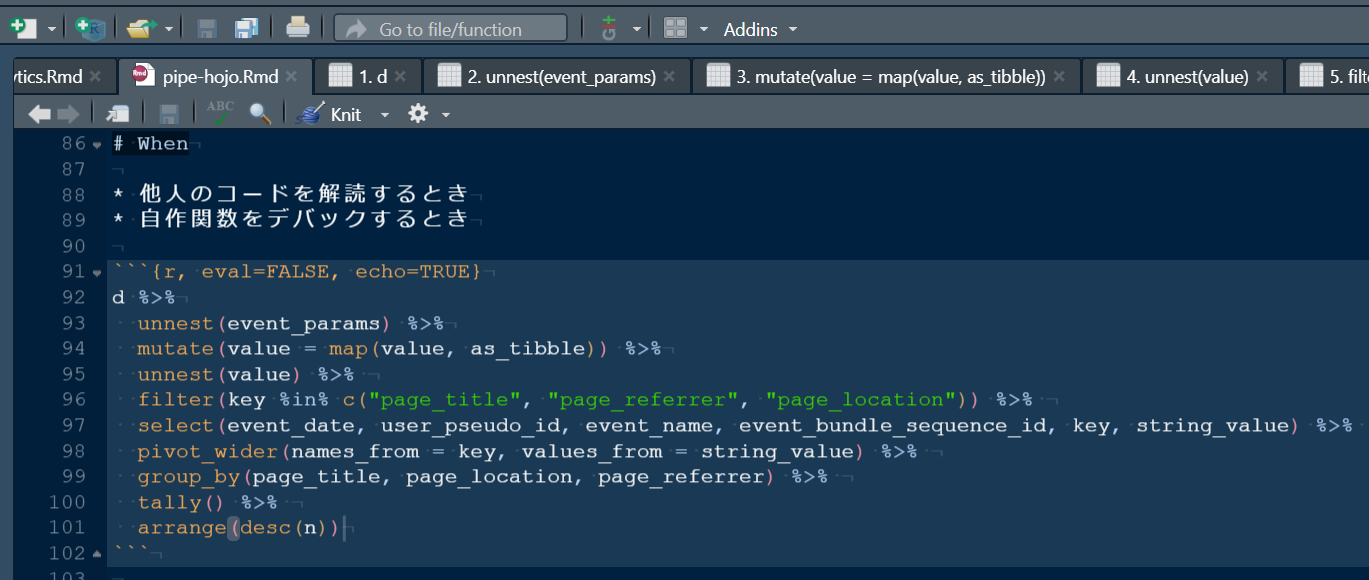 Go to file/function
Addins
ytics.Rmd
pipe-hojo.Rmd
1. d
2. unnest(event_params)
3. mutate(value = map(value, as_tibble))
4. unnest(value)
5. filt
ABC
Knit
86 # When
87
88 * 他人のコードを解読するとき
89 * 自作関数をデバックするとき
90
91 ```{r, eval=FALSE, echo=TRUE}
92 d %>%
93 unnest(event_params) %>%
94 mutate(value = map(value, as_tibble)) %>%
95 unnest(value) %>%
96 filter(key %in% c("page_title", "page_referrer", "page_location")) %>%
97 select(event_date, user_pseudo_id, event_name, event_bundle_sequence_id, key, string_value) %>%
98 pivot_wider(names_from = key, values_from = string_value) %>%
99 group_by(page_title, page_location, page_referrer) %>%
100 tally() %>%
101 arrange(desc(n))
102 ```
103